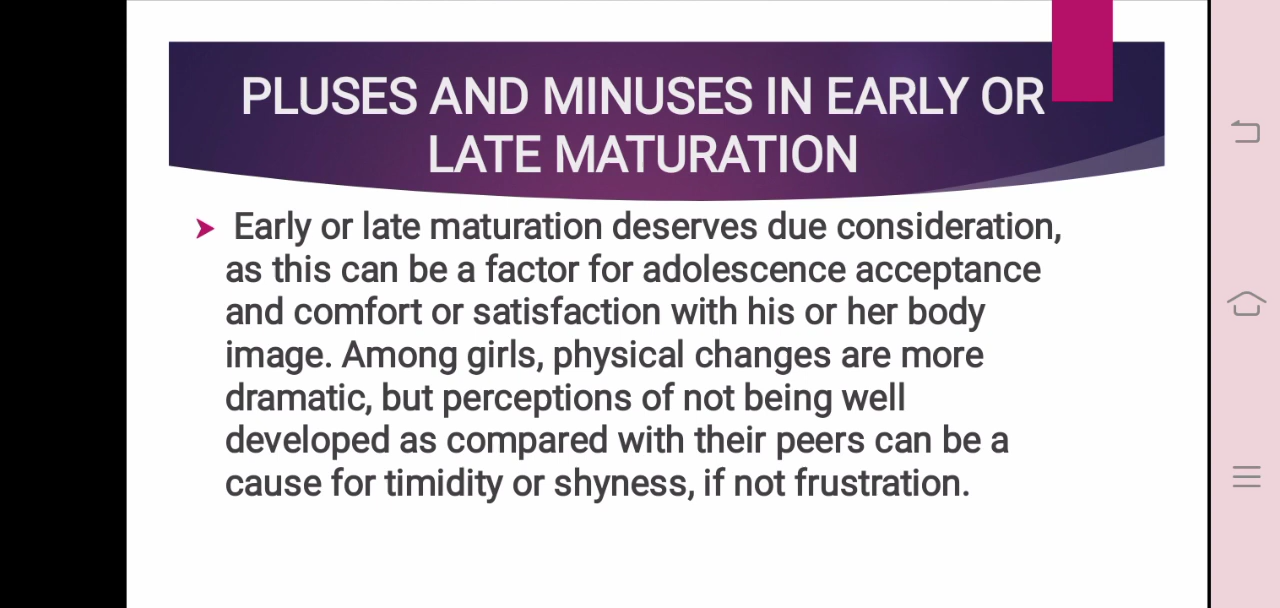 PLUSES AND MINUSES IN EARLY OR
LATE MATURATION
Early or late maturation deserves due consideration,
as this can be a factor for adolescence acceptance
and comfort or satisfaction with his or her body
image. Among girls, physical changes are more
dramatic, but perceptions of not being well
developed as compared with their peers can be a
cause for timidity or shyness, if not frustration.